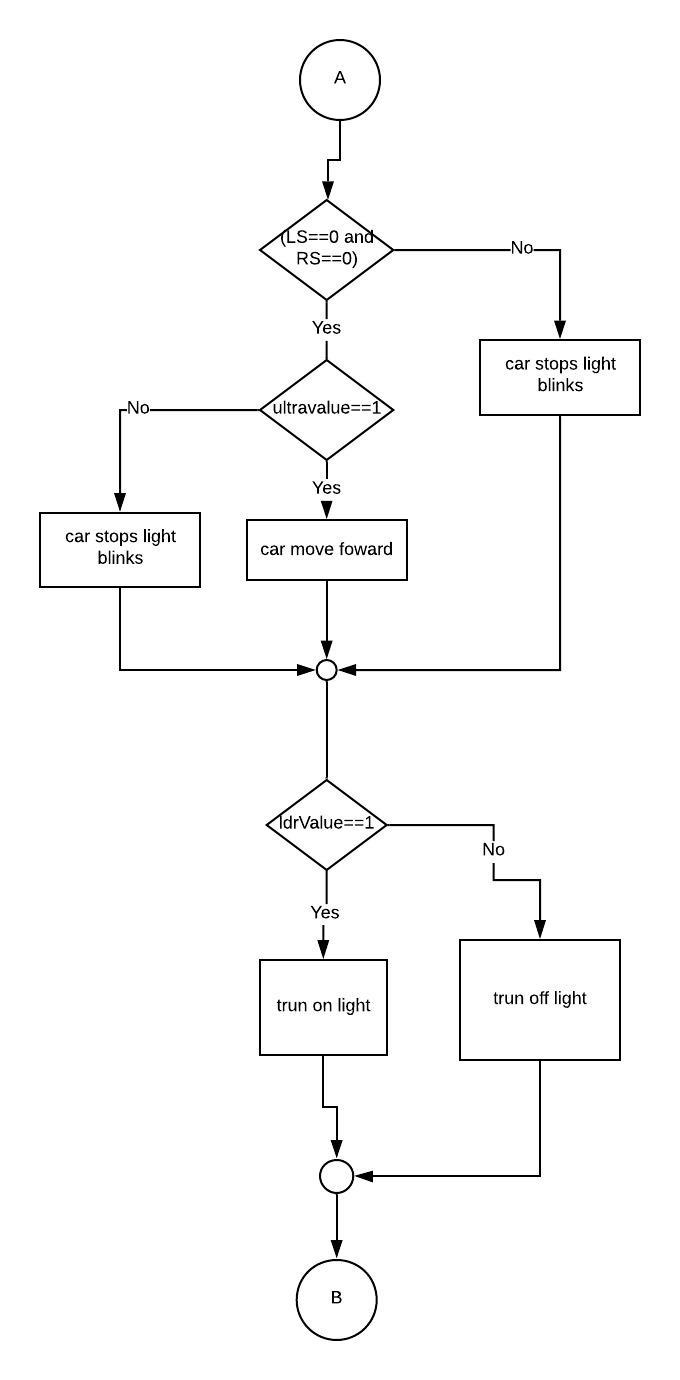 A
(LS==0 and
RS==0)
No
Yes
car stops light
blinks
No
ultravalue==1
Yes
car stops light
blinks
car move foward
ldrValue==1
No
Yes
trun on light
trun off light
B